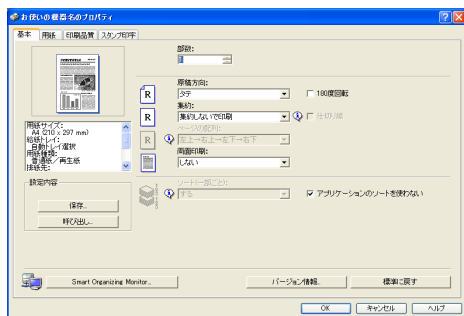 お使いの機器名のプロパティ
基本 用紙 印刷品質 スタンプ印字
部数:
1
原稿方向:
タテ
180度回転
集約:
集約しないで印刷
仕切り線
ページの配列:
左上→右上→左下→右下
両面印刷:
しない
用紙サイズ:
A4 (210 x 297 mm)
給紙トレイ:
自動トレイ選択
用紙種類:
普通紙/再生紙
排紙先:
設定内容
保存...
呼び出し...
ソート(一部ごと):
する
アプリケーションのソートを使わない
Smart Organizing Monitor...
バージョン情報...
標準に戻す
OK
キャンセル
ヘルプ